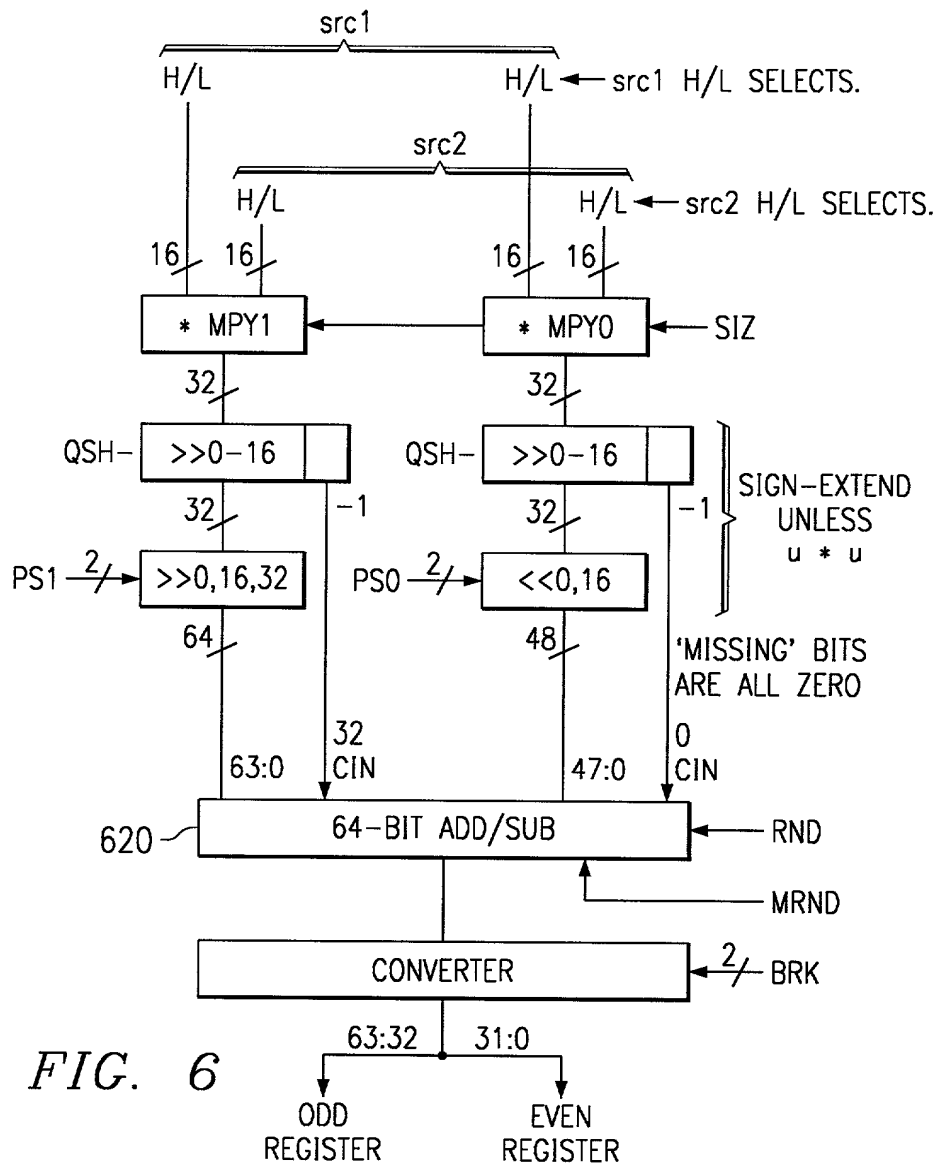 src1
H/L
H/L
src1 H/L SELECTS.
src2
H/L
H/L
src2 H/L SELECTS.
16
16
16
16
* MPY1
* MPY0
SIZ
32
32
QSH-
>>0-16
QSH-
>>0-16
-1
-1
SIGN-EXTEND
UNLESS
u * u
32
32
PS1
2
>>0,16,32
PS0
2
<<0,16
64
48
'MISSING' BITS
ARE ALL ZERO
63:0
32
CIN
47:0
0
CIN
620
64-BIT ADD/SUB
RND
MRND
CONVERTER
2
BRK
63:32
31:0
FIG. 6
ODD
REGISTER
EVEN
REGISTER